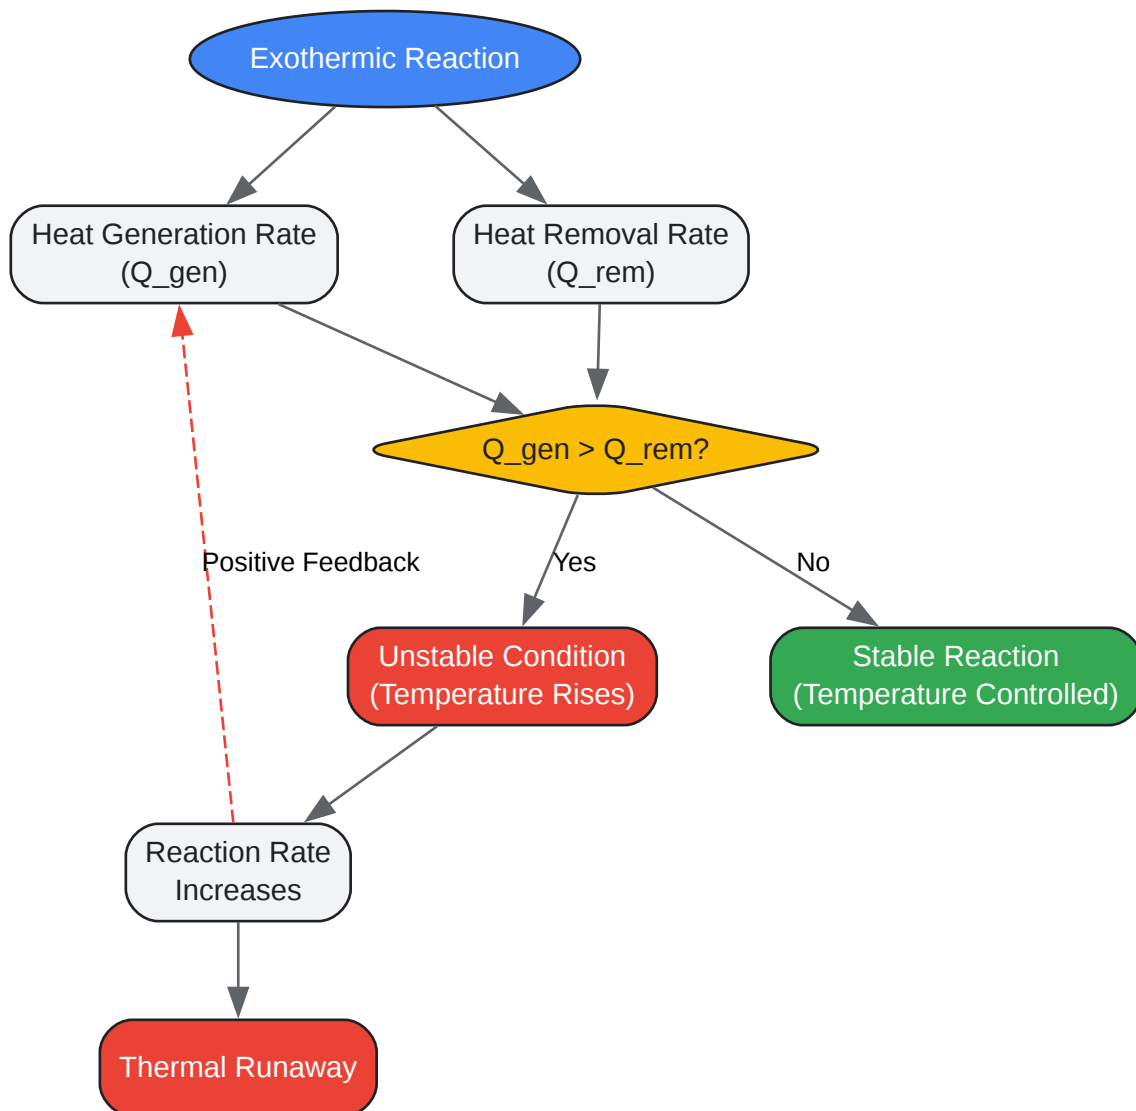 Exothermic Reaction
Heat Generation Rate
(Q_gen)
Heat Removal Rate
(Q_rem)
Q_gen > Q_rem?
Positive Feedback
Yes
No
Unstable Condition
(Temperature Rises)
Stable Reaction
(Temperature Controlled)
Reaction Rate
Increases
Thermal Runaway